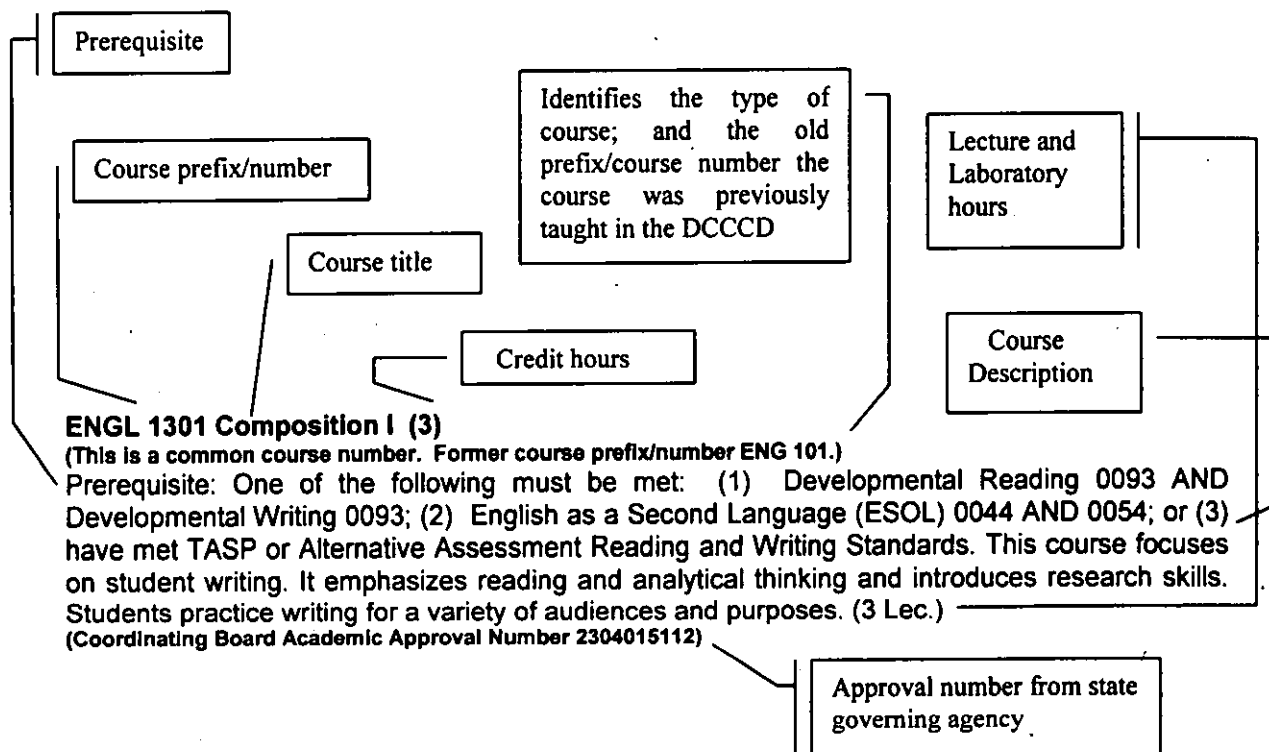 Prerequisite
Identifies the type of
course; and the old
prefix/course number the
course was previously
taught in the DCCCD
Lecture and
Laboratory
hours
Course prefix/number
Course title
Credit hours
Course
Description
ENGL 1301 Composition I (3)
(This is a common course number. Former course prefix/number ENG 101.)
Prerequisite: One of the following must be met: (1) Developmental Reading 0093 AND
Developmental Writing 0093; (2) English as a Second Language (ESOL) 0044 AND 0054; or (3)
have met TASP or Alternative Assessment Reading and Writing Standards. This course focuses
on student writing. It emphasizes reading and analytical thinking and introduces research skills.
Students practice writing for a variety of audiences and purposes. (3 Lec.)
(Coordinating Board Academic Approval Number 2304015112)
Approval number from state
governing agency